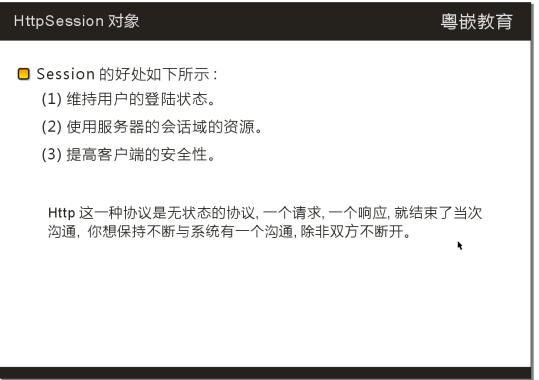 HttpSession 对象
粤嵌教育
Session 的好处如下所示：
(1) 维持用户的登陆状态。
(2) 使用服务器的会话域的资源。
(3) 提高客户端的安全性。
Http 这一种协议是无状态的协议, 一个请求, 一个响应, 就结束了当次
沟通, 你想保持不断与系统有一个沟通, 除非双方不断开。